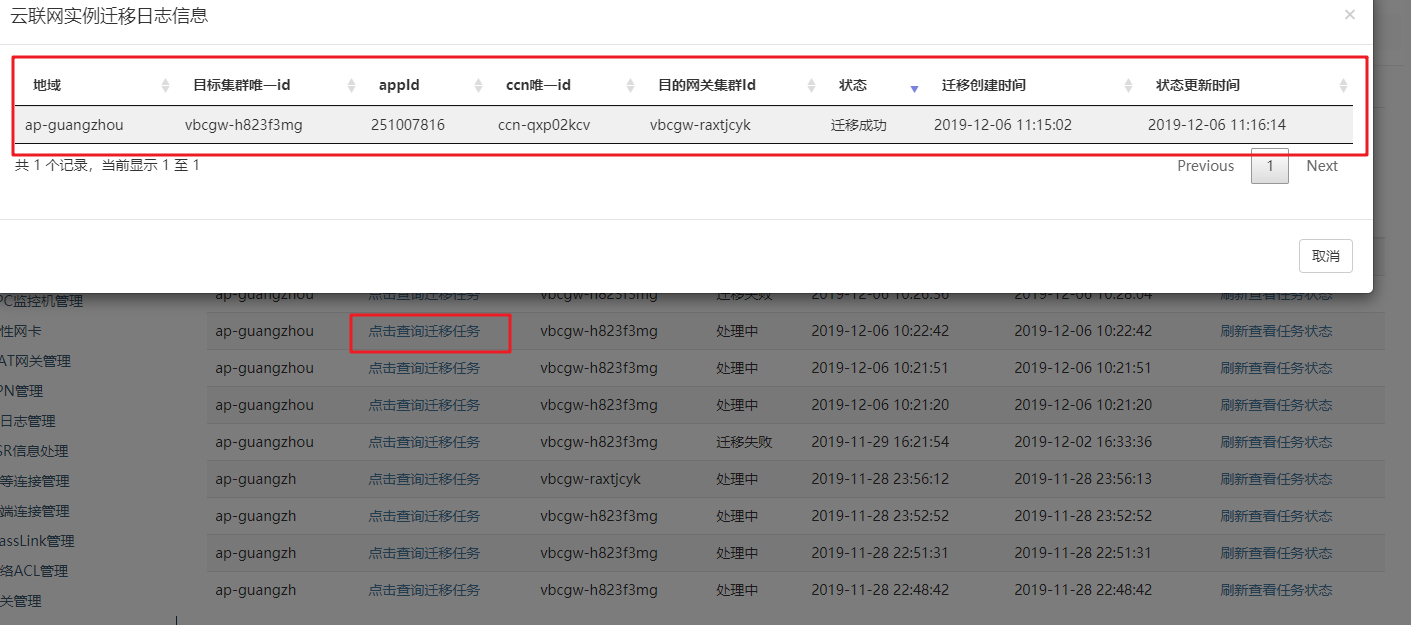 云联网实例迁移日志信息 ×
地域 目标集群唯一id appId ccn唯一id 目的网关集群Id 状态 迁移创建时间 状态更新时间
ap-guangzhou vbcgw-h823f3mg 251007816 ccn-qxp02kcv vbcgw-raxtjcyk 迁移成功 2019-12-06 11:15:02 2019-12-06 11:16:14
共 1 个记录，当前显示 1 至 1 Previous 1 Next
取消
PC监控机管理 ap-guangzhou 点击查询迁移任务 vbcgw-h823f3mg 迁移失败 2019-12-06 10:26:56 2019-12-06 10:28:04 刷新查看任务状态
性网卡 ap-guangzhou 点击查询迁移任务 vbcgw-h823f3mg 处理中 2019-12-06 10:22:42 2019-12-06 10:22:42 刷新查看任务状态
AT网关管理 ap-guangzhou 点击查询迁移任务 vbcgw-h823f3mg 处理中 2019-12-06 10:21:51 2019-12-06 10:21:51 刷新查看任务状态
PN管理 ap-guangzhou 点击查询迁移任务 vbcgw-h823f3mg 处理中 2019-12-06 10:21:20 2019-12-06 10:21:20 刷新查看任务状态
日志管理 ap-guangzhou 点击查询迁移任务 vbcgw-h823f3mg 迁移失败 2019-11-29 16:21:54 2019-12-02 16:33:36 刷新查看任务状态
SR信息处理
等连接管理 ap-guangzh 点击查询迁移任务 vbcgw-raxtjcyk 处理中 2019-11-28 23:56:12 2019-11-28 23:56:13 刷新查看任务状态
端连接管理 ap-guangzh 点击查询迁移任务 vbcgw-h823f3mg 处理中 2019-11-28 23:52:52 2019-11-28 23:52:52 刷新查看任务状态
assLink管理 ap-guangzh 点击查询迁移任务 vbcgw-h823f3mg 处理中 2019-11-28 22:51:31 2019-11-28 22:51:31 刷新查看任务状态
络ACL管理
关管理 ap-guangzh 点击查询迁移任务 vbcgw-h823f3mg 处理中 2019-11-28 22:48:42 2019-11-28 22:48:42 刷新查看任务状态